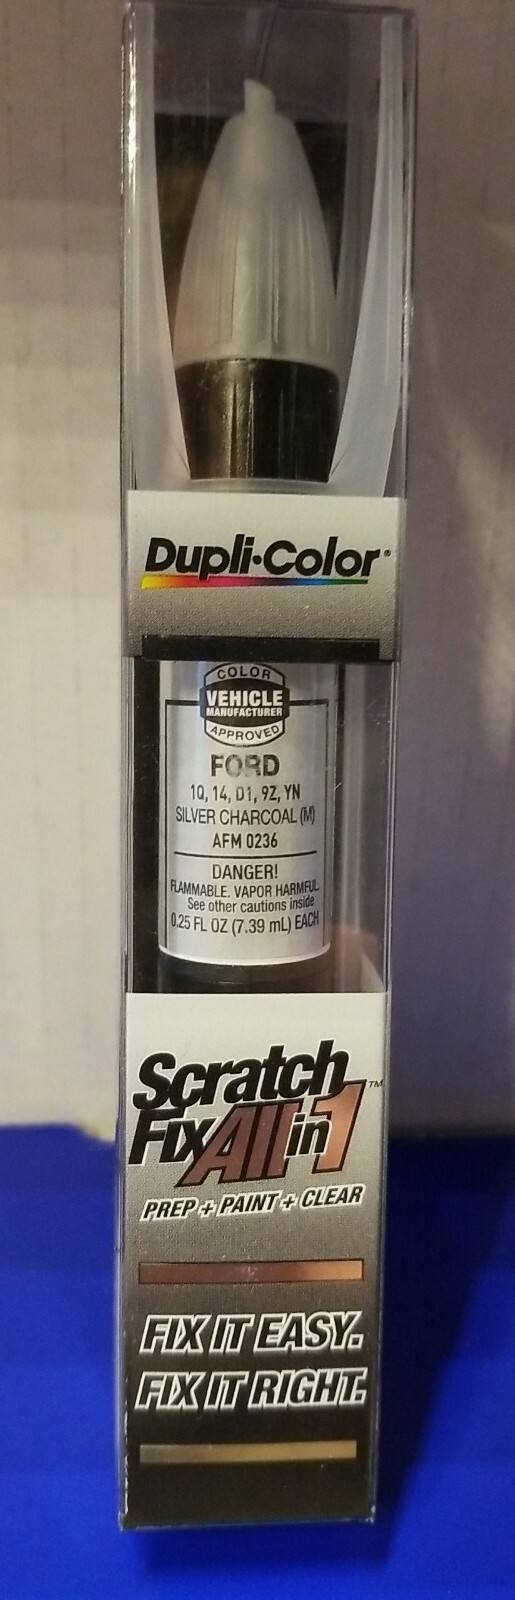 Dupli·Color®
COLOR
VEHICLE
MANUFACTURER
APPROVED
FORD
1Q, 14, D1, 9Z, YN
SILVER CHARCOAL (M)
AFM 0236
DANGER!
FLAMMABLE. VAPOR HARMFUL.
See other cautions inside
0.25 FL OZ (7.39 mL) EACH
Scratch
Fix All in 1™
PREP + PAINT + CLEAR
FIX IT EASY.
FIX IT RIGHT.